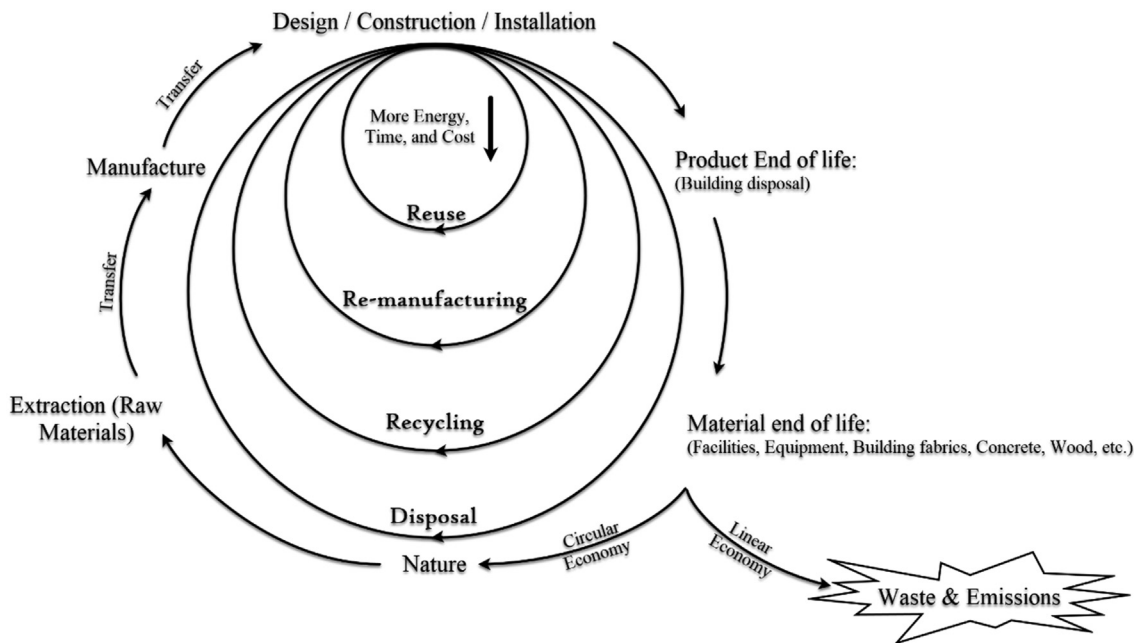 Design / Construction / Installation
Transfer
More Energy,
Time, and Cost
Manufacture
Product End of life:
(Building disposal)
Reuse
Transfer
Re-manufacturing
Extraction (Raw
Materials)
Recycling
Material end of life:
(Facilities, Equipment, Building fabrics, Concrete, Wood, etc.)
Disposal
Circular
Economy
Linear
Economy
Nature
Waste & Emissions